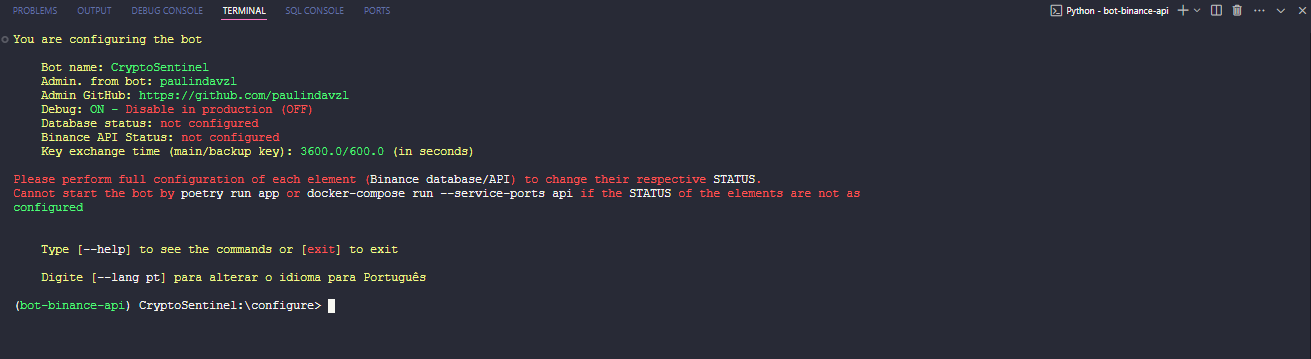 PROBLEMS OUTPUT DEBUG CONSOLE TERMINAL SQL CONSOLE PORTS Python - bot-binance-api
You are configuring the bot
Bot name: CryptoSentinel
Admin. from bot: paulindavzl
Admin GitHub: https://github.com/paulindavzl
Debug: ON - Disable in production (OFF)
Database status: not configured
Binance API Status: not configured
Key exchange time (main/backup key): 3600.0/600.0 (in seconds)
Please perform full configuration of each element (Binance database/API) to change their respective STATUS.
Cannot start the bot by poetry run app or docker-compose run --service-ports api if the STATUS of the elements are not as
configured
Type [--help] to see the commands or [exit] to exit
Digite [--lang pt] para alterar o idioma para Português
(bot-binance-api) CryptoSentinel:\configure>